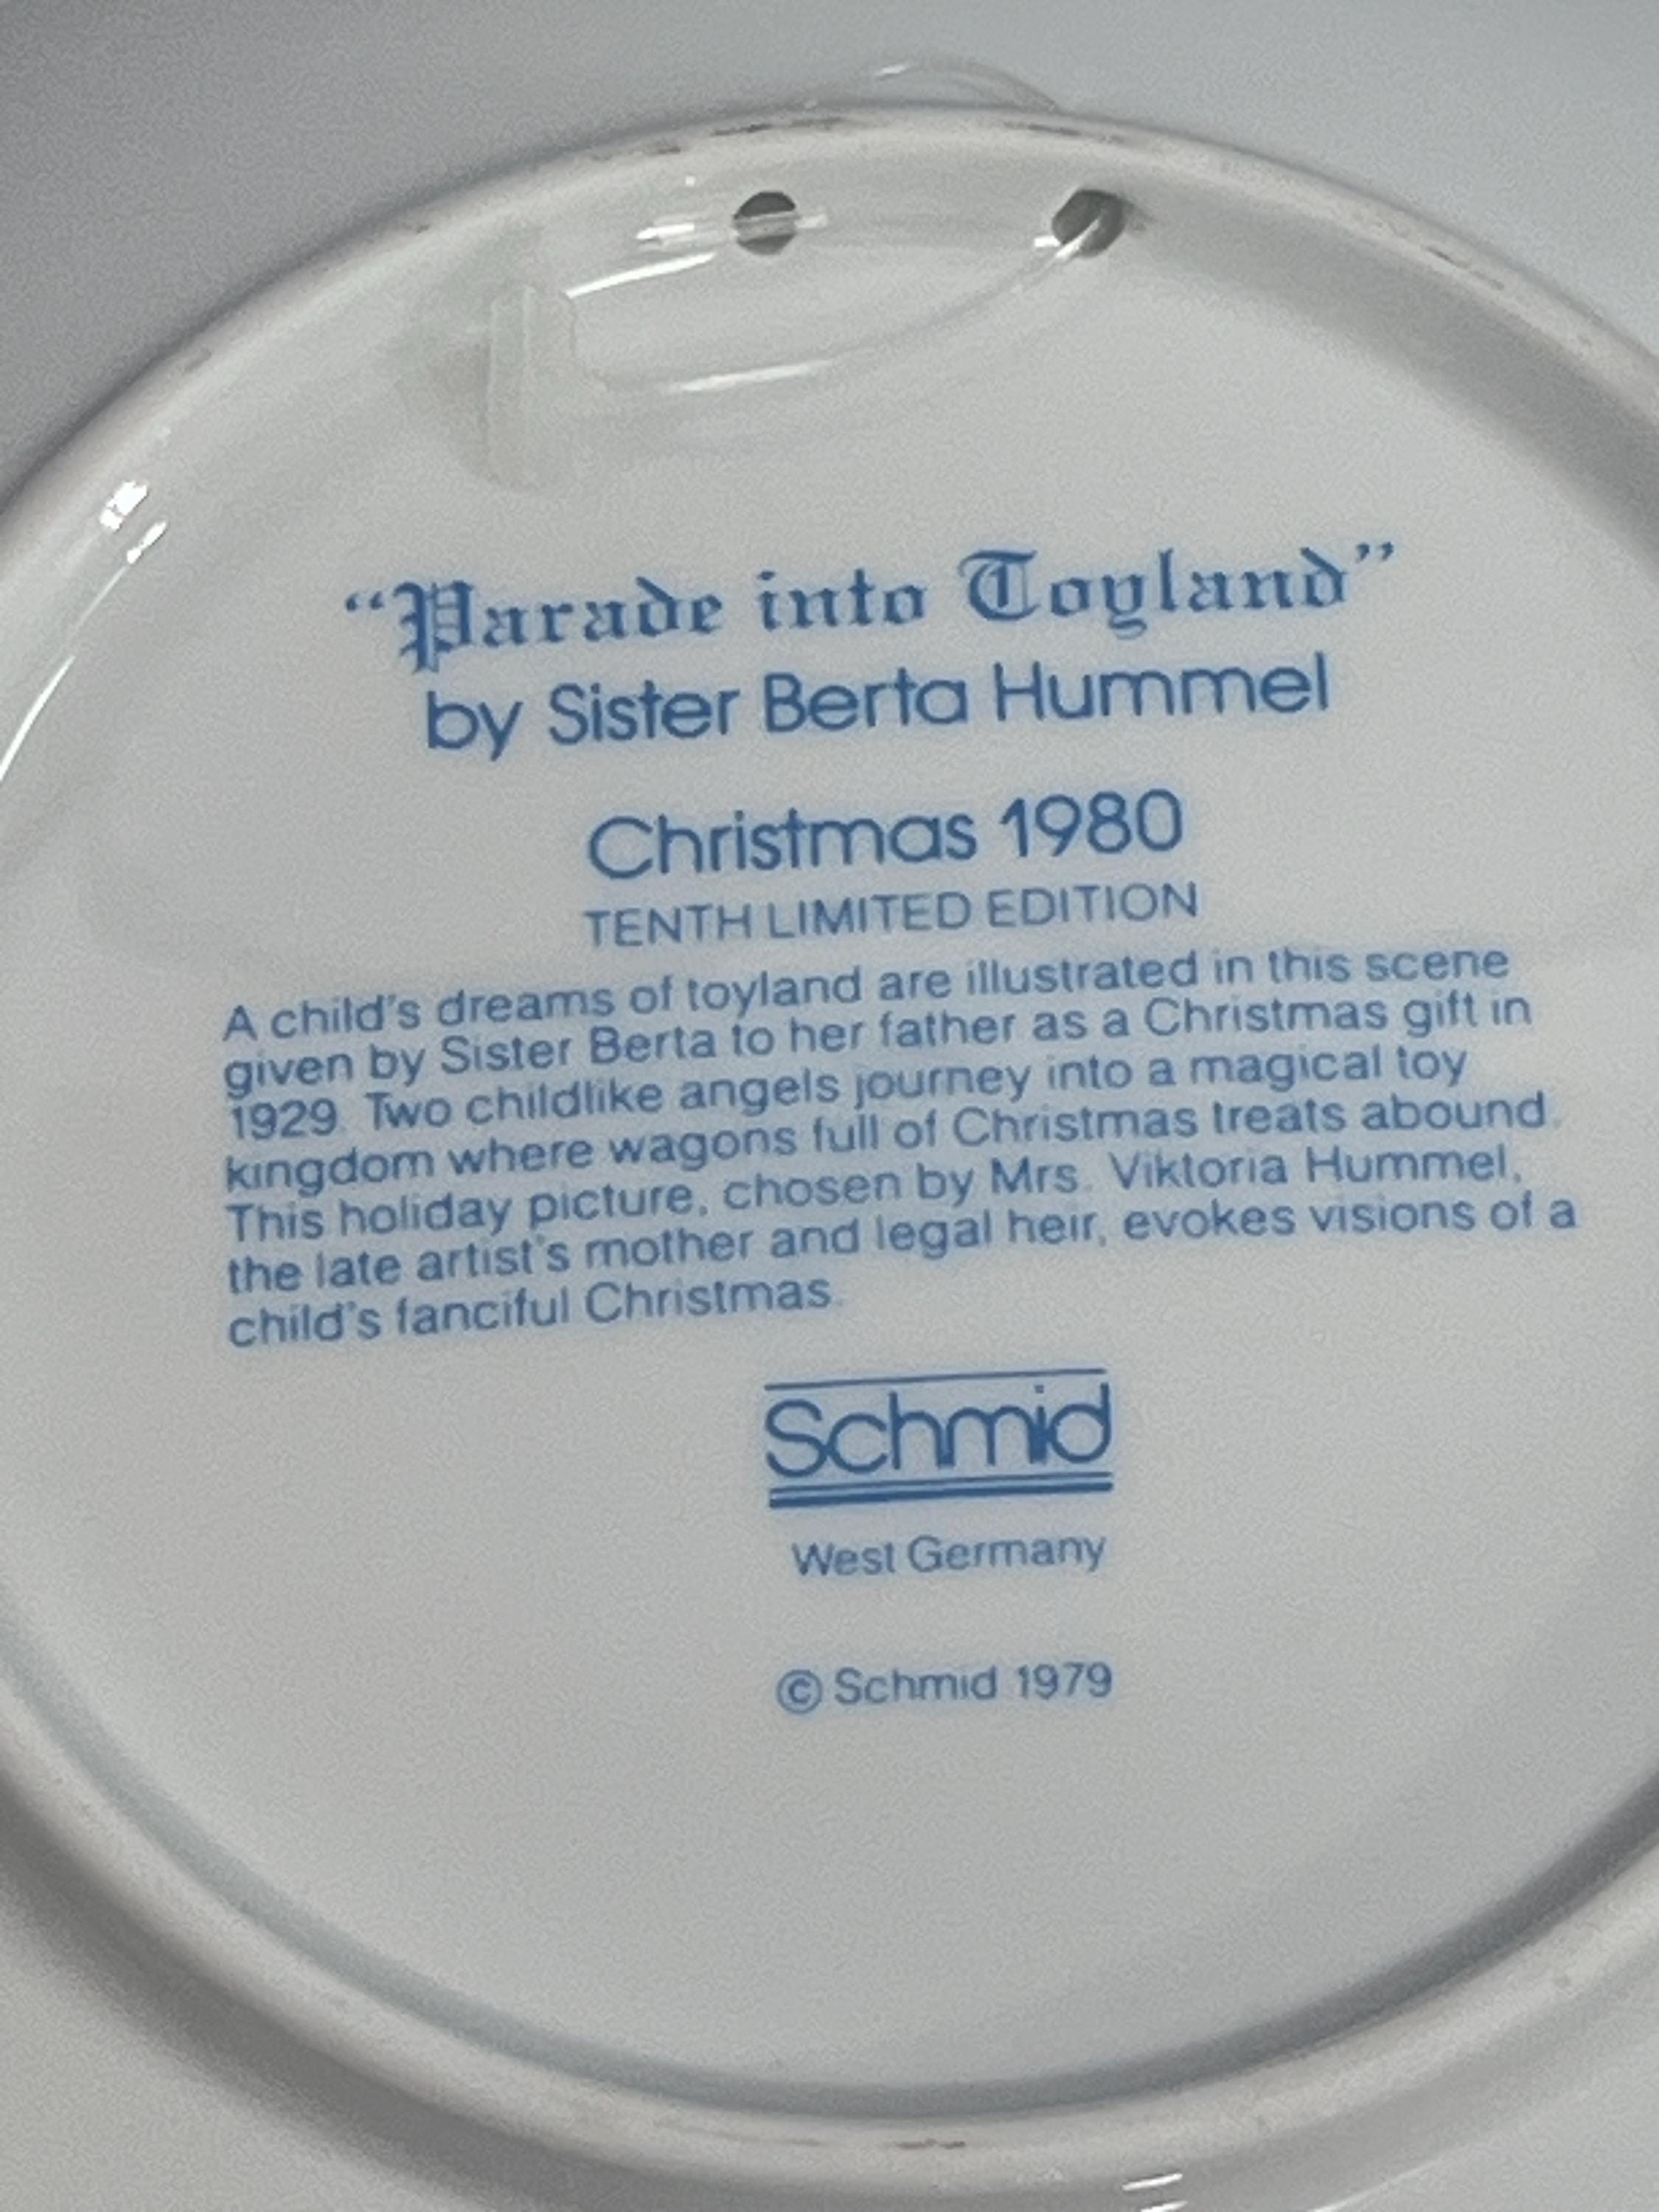 “Parade into Toyland”
by Sister Berta Hummel
Christmas 1980
TENTH LIMITED EDITION
A child's dreams of toyland are illustrated in this scene
given by Sister Berta to her father as a Christmas gift in
1929. Two childlike angels journey into a magical toy
kingdom where wagons full of Christmas treats abound.
This holiday picture, chosen by Mrs. Viktoria Hummel,
the late artist's mother and legal heir, evokes visions of a
child's fanciful Christmas.
Schmid
West Germany
© Schmid 1979